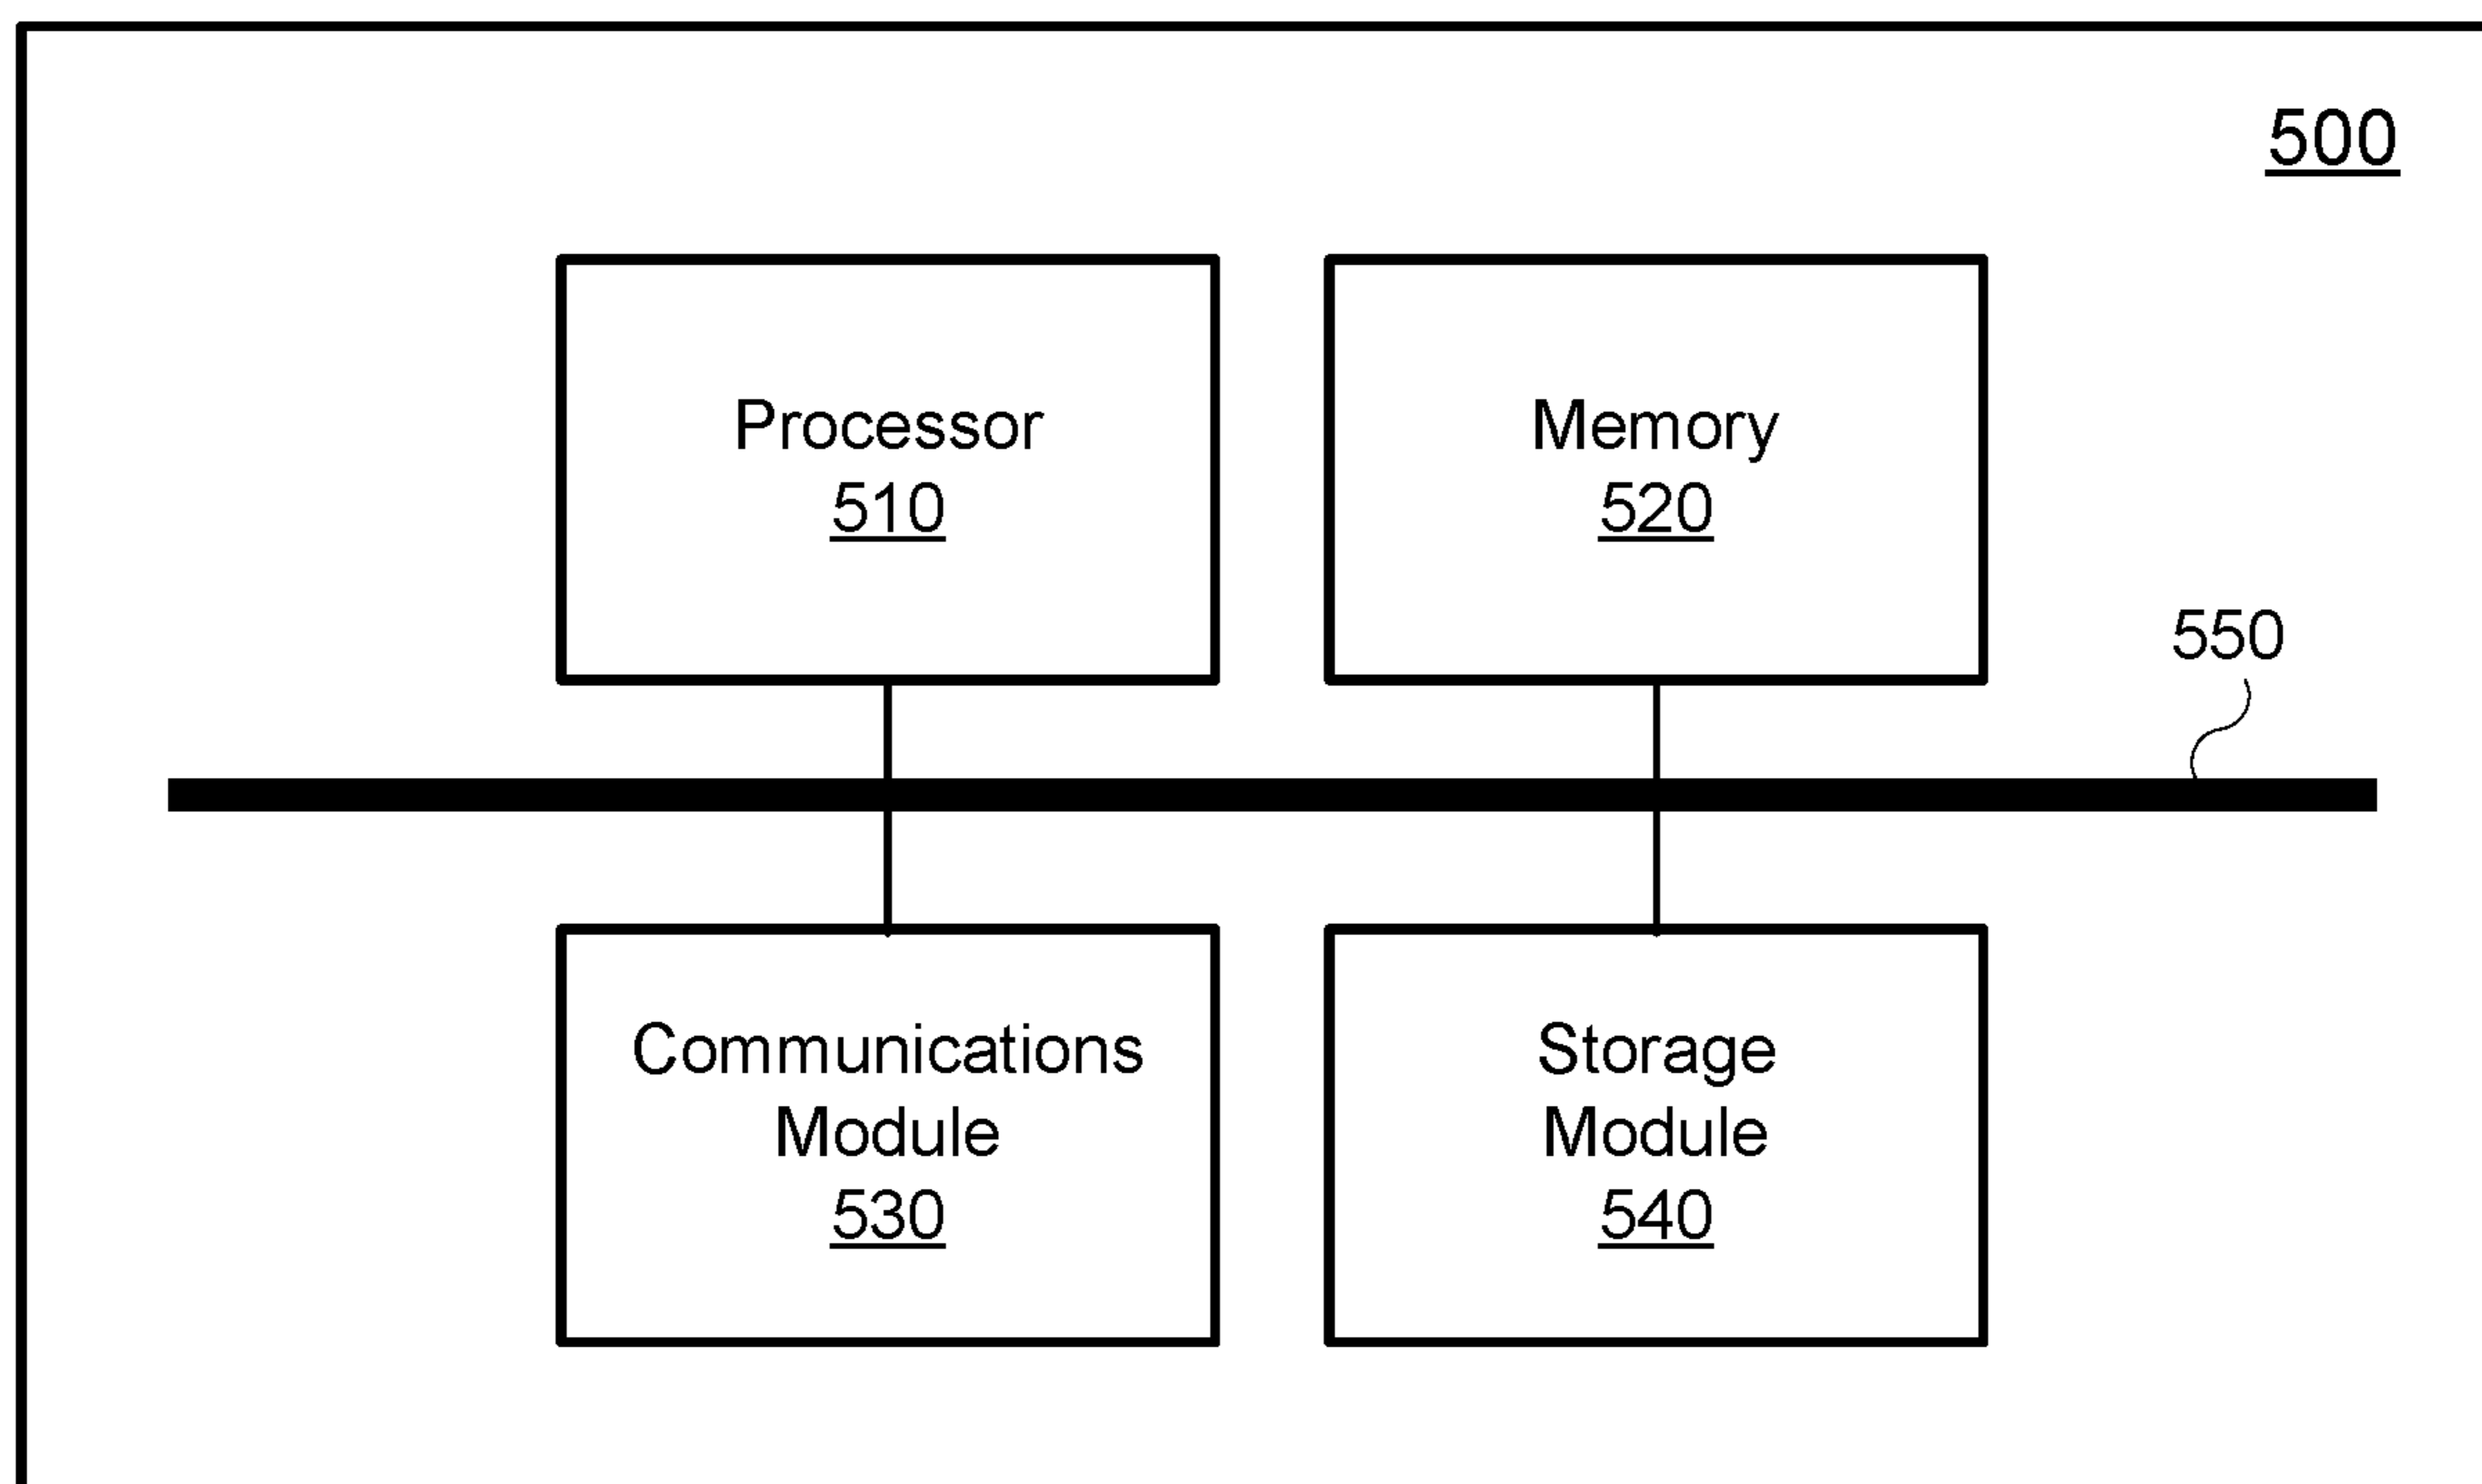 500
Processor
510
Memory
520
550
Communications
Module
530
Storage
Module
540